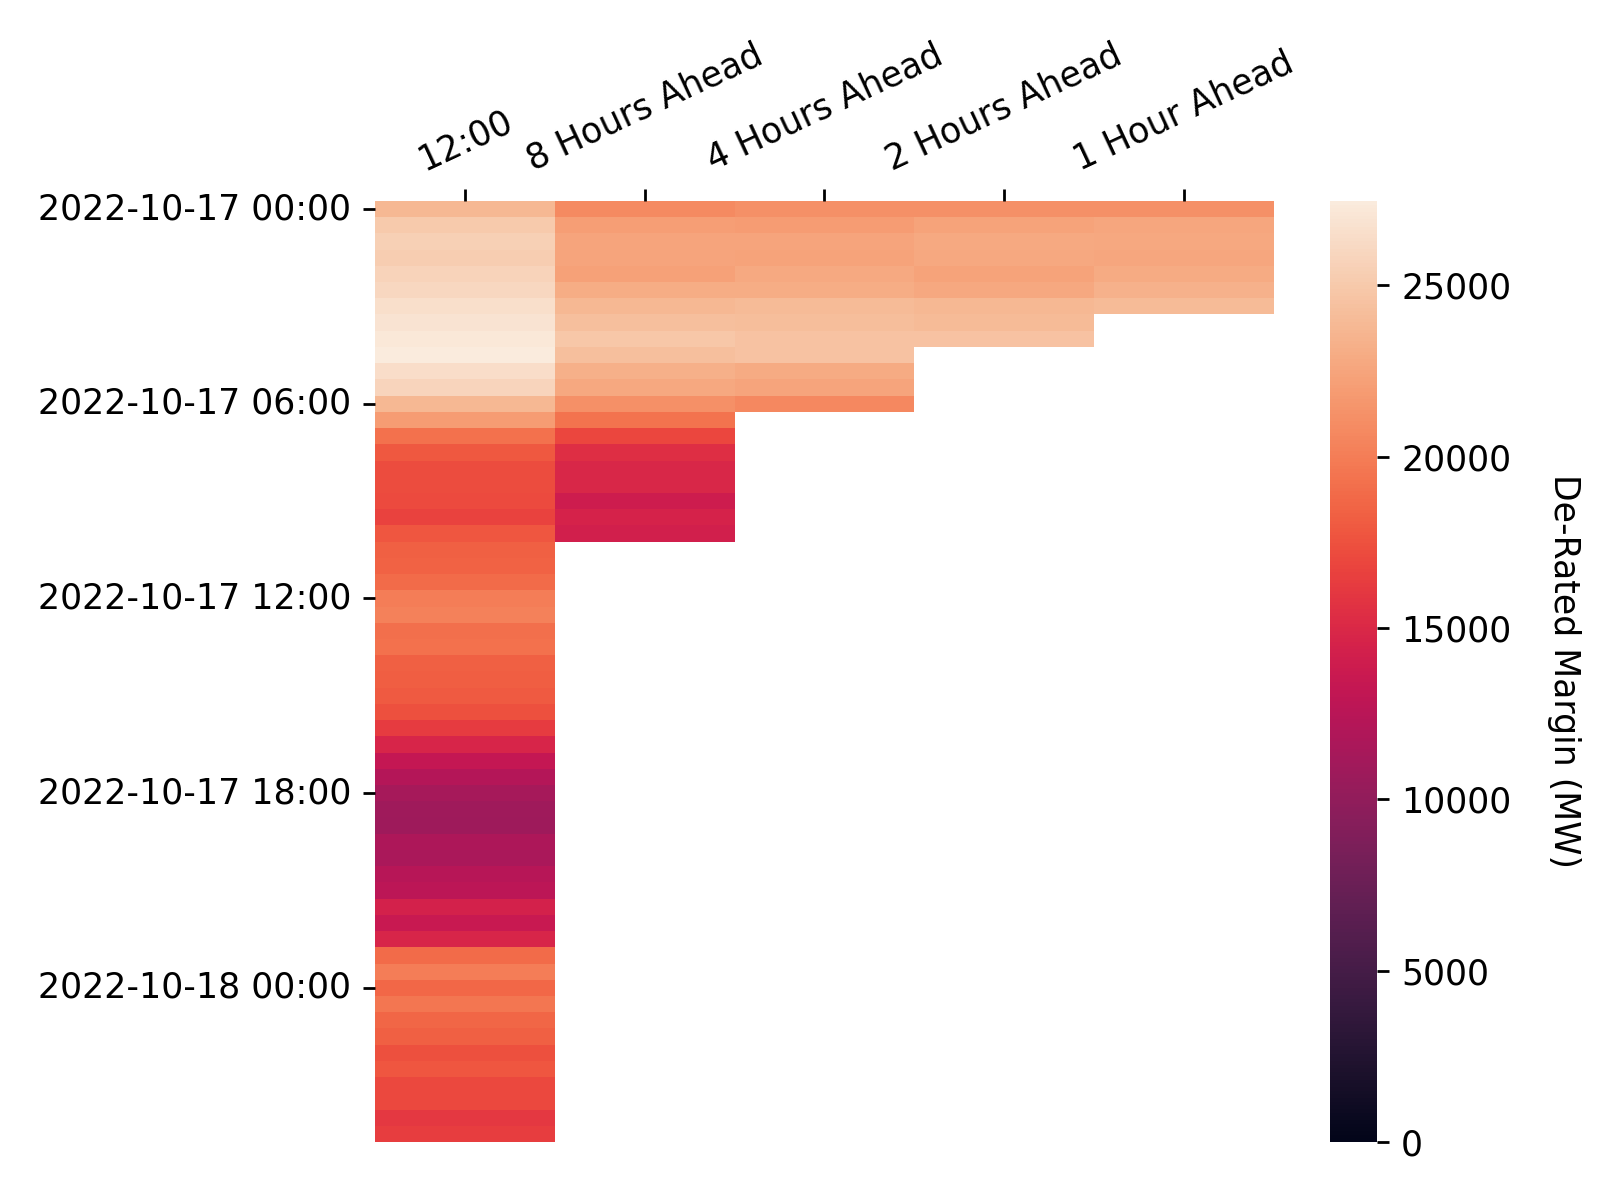 12:00
8 Hours Ahead
4 Hours Ahead
2 Hours Ahead
1 Hour Ahead
2022-10-17 00:00
2022-10-17 06:00
2022-10-17 12:00
2022-10-17 18:00
2022-10-18 00:00
25000
20000
15000
10000
5000
0
De-Rated Margin (MW)